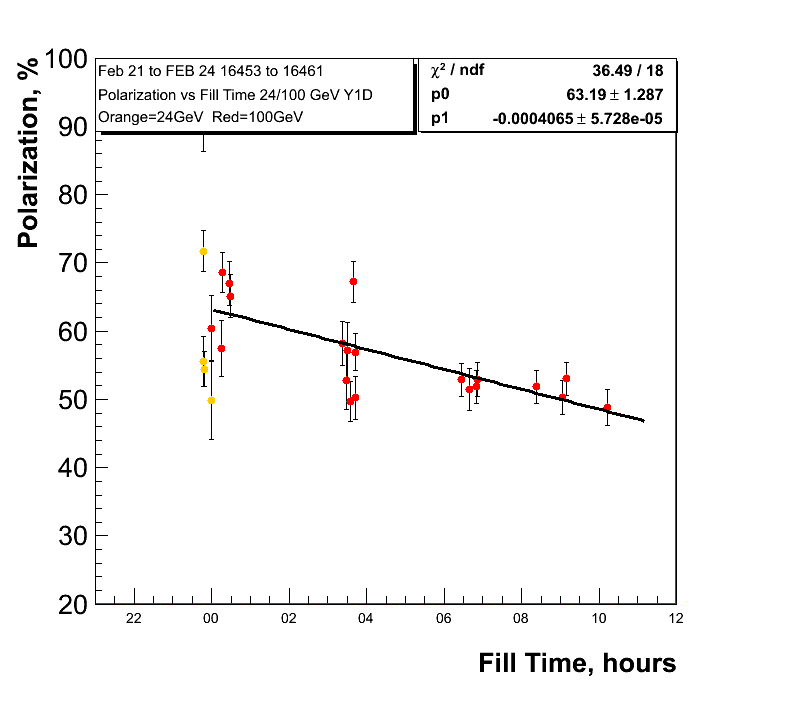 Polarization, %
100
90
80
70
60
50
40
30
20
Feb 21 to FEB 24 16453 to 16461
Polarization vs Fill Time 24/100 GeV Y1D
Orange=24GeV  Red=100GeV
χ² / ndf 36.49 / 18
p0 63.19 ± 1.287
p1 -0.0004065 ± 5.728e-05
22 00 02 04 06 08 10 12
Fill Time, hours